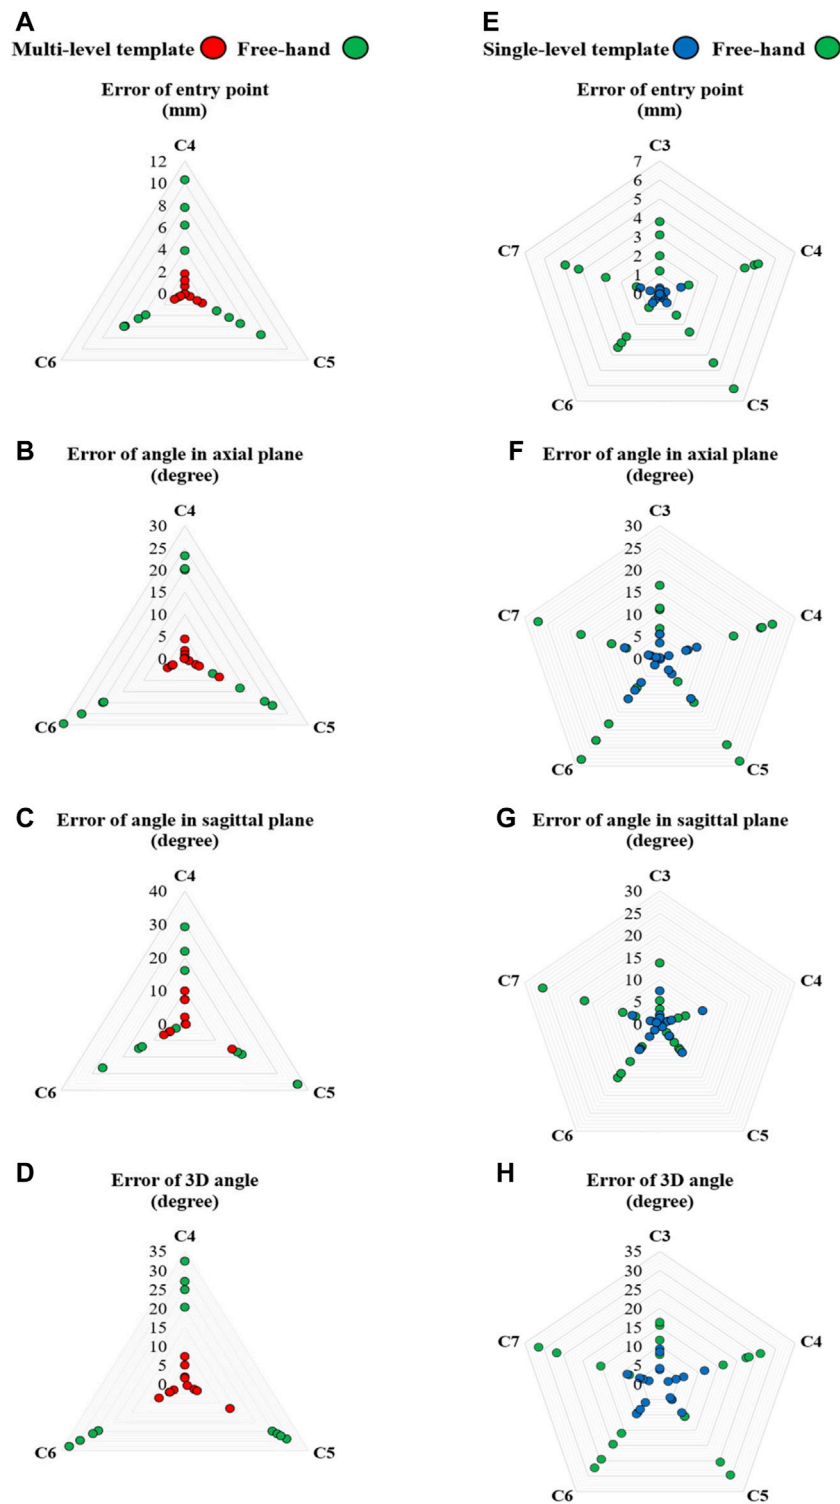 A
Multi-level template Free-hand
Error of entry point
(mm)
C4
12
10
8
6
4
2
0
C6
C5
B
Error of angle in axial plane
(degree)
C4
30
25
20
15
10
5
0
C6
C5
C
Error of angle in sagittal plane
(degree)
C4
40
30
20
10
0
C6
C5
D
Error of 3D angle
(degree)
C4
35
30
25
20
15
10
5
0
C6
C5
E
Single-level template Free-hand
Error of entry point
(mm)
C3
7
6
5
4
3
2
1
0
C7
C4
C6
C5
F
Error of angle in axial plane
(degree)
C3
30
25
20
15
10
5
0
C7
C4
C6
C5
G
Error of angle in sagittal plane
(degree)
C3
30
25
20
15
10
5
0
C7
C4
C6
C5
H
Error of 3D angle
(degree)
C3
35
30
25
20
15
10
5
0
C7
C4
C6
C5